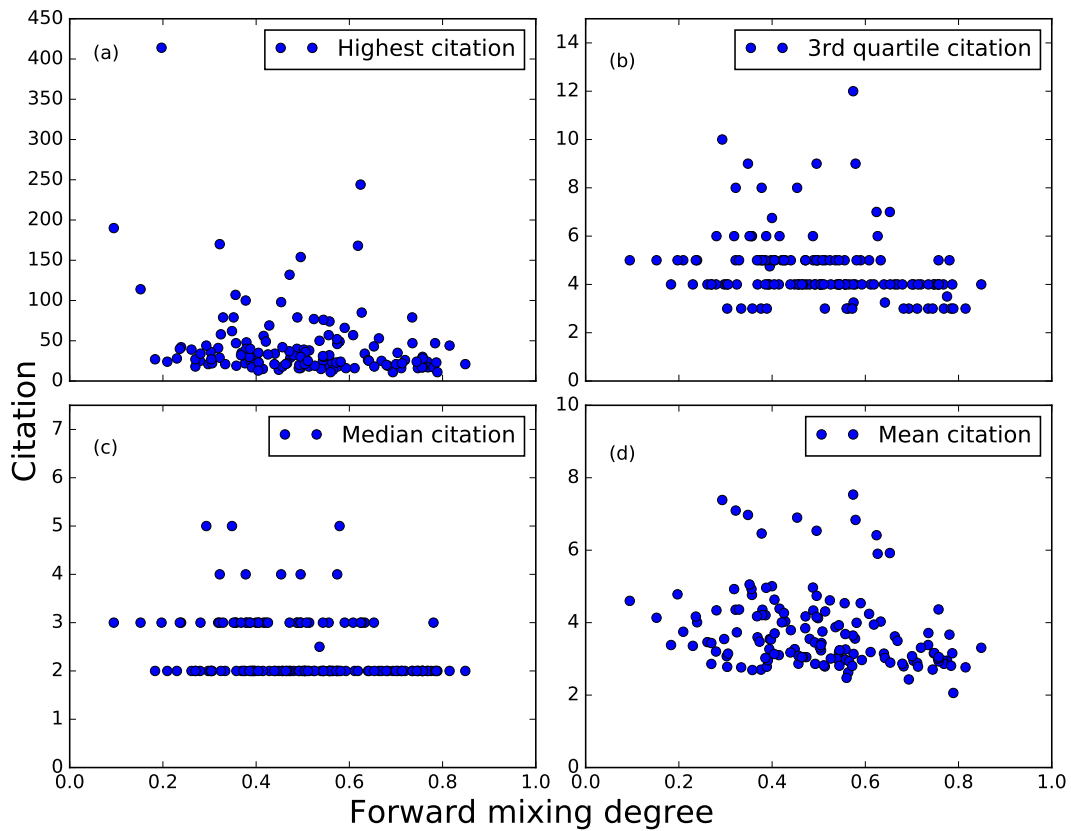 450
400
350
300
250
200
150
100
50
0
(a)
Highest citation
14
12
10
8
6
4
2
0
(b)
3rd quartile citation
Citation
7
6
5
4
3
2
1
0
(c)
Median citation
0.0 0.2 0.4 0.6 0.8 1.0
10
8
6
4
2
0
(d)
Mean citation
0.0 0.2 0.4 0.6 0.8 1.0
Forward mixing degree